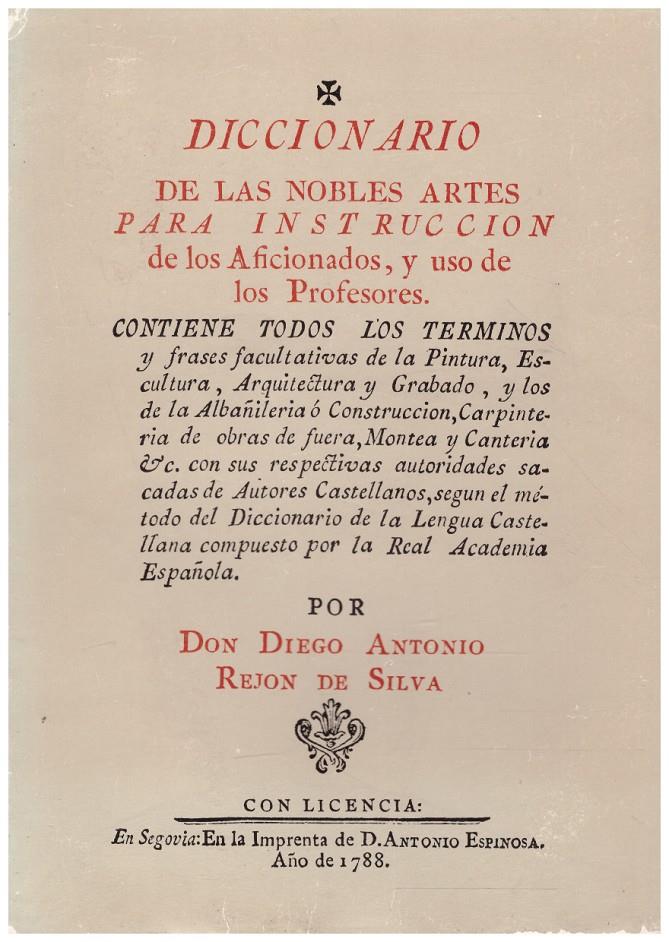 DICCIONARIO
DE LAS NOBLES ARTES
PARA INSTRUCCION
de los Aficionados, y uso de
los Profesores.
CONTIENE TODOS LOS TERMINOS
y frases facultativas de la Pintura, Es-
cultura, Arquitectura y Grabado, y los
de la Albañileria ó Construccion, Carpinte-
ria de obras de fuera, Montea y Canteria
&c. con sus respectivas autoridades sa-
cadas de Autores Castellanos, segun el mé-
todo del Diccionario de la Lengua Caste-
llana compuesto por la Real Academia
Española.
POR
DON DIEGO ANTONIO
REJON DE SILVA
CON LICENCIA:
En Segovia: En la Imprenta de D. ANTONIO ESPINOSA.
Año de 1788.